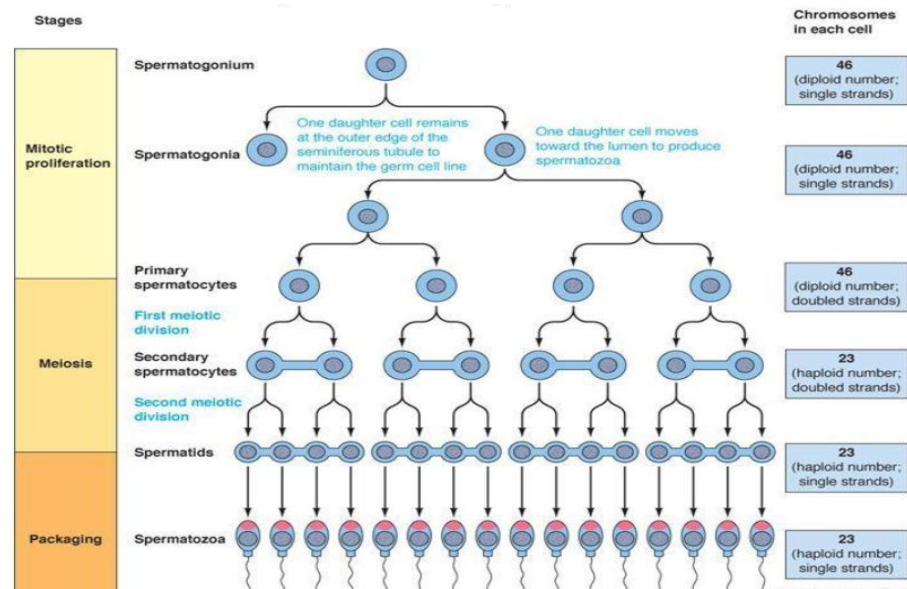 Stages
Chromosomes
in each cell
Spermatogonium
46
(diploid number;
single strands)
Mitotic
proliferation
Spermatogonia
One daughter cell remains
at the outer edge of the
seminiferous tubule to
maintain the germ cell line
One daughter cell moves
toward the lumen to produce
spermatozoa
46
(diploid number;
single strands)
Primary
spermatocytes
46
(diploid number;
doubled strands)
First meiotic
division
Meiosis
Secondary
spermatocytes
23
(haploid number;
doubled strands)
Second meiotic
division
Spermatids
23
(haploid number;
single strands)
Packaging
Spermatozoa
23
(haploid number;
single strands)